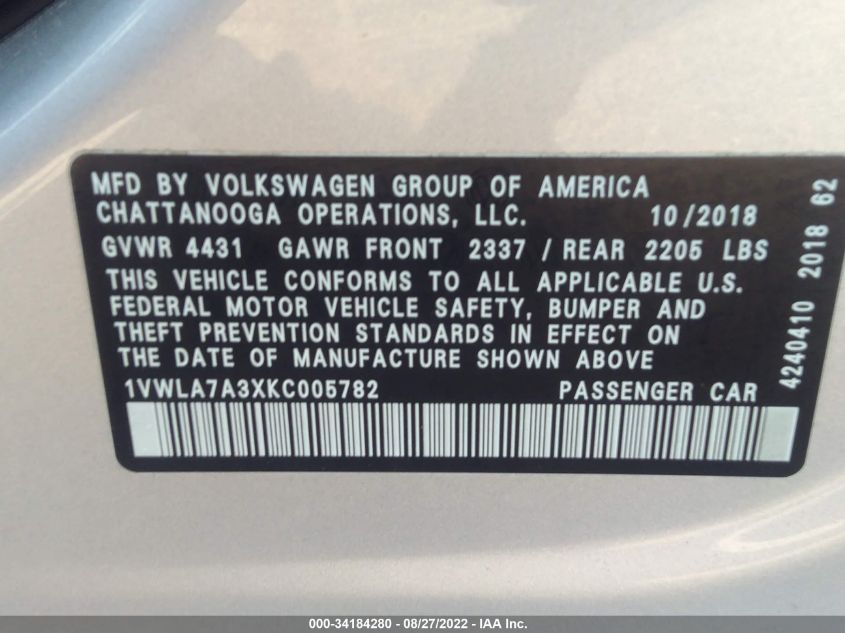 MFD BY VOLKSWAGEN GROUP OF AMERICA
CHATTANOOGA OPERATIONS, LLC. 10/2018
GVWR 4431 GAWR FRONT 2337 / REAR 2205 LBS
THIS VEHICLE CONFORMS TO ALL APPLICABLE U.S.
FEDERAL MOTOR VEHICLE SAFETY, BUMPER AND
THEFT PREVENTION STANDARDS IN EFFECT ON
THE DATE OF MANUFACTURE SHOWN ABOVE
1VWLA7A3XKC005782 PASSENGER CAR
4240410 2018 62
000-34184280 - 08/27/2022 - IAA Inc.